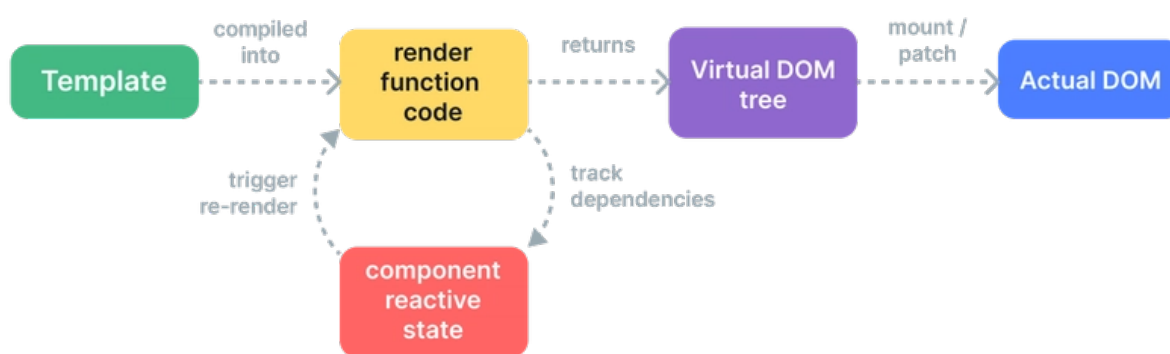 compiled
into
Template
render
function
code
returns
Virtual DOM
tree
mount /
patch
Actual DOM
trigger
re-render
track
dependencies
component
reactive
state